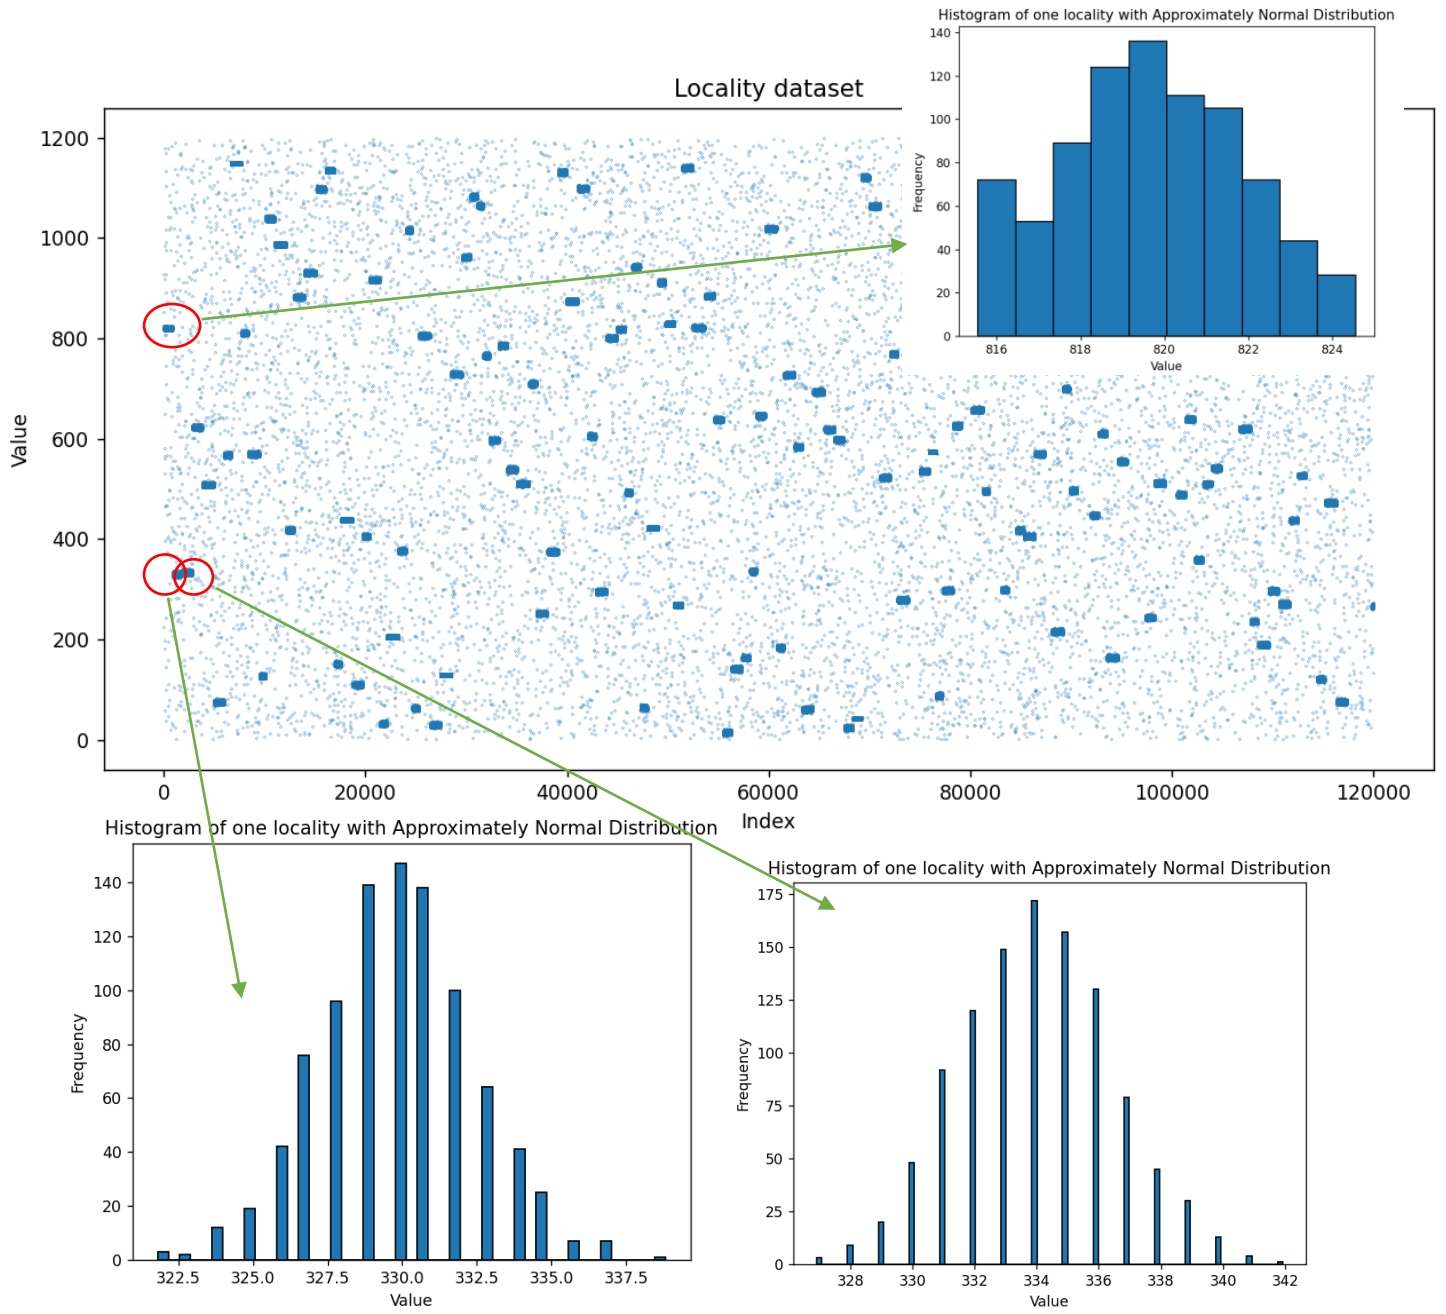 Histogram of one locality with Approximately Normal Distribution
140
120
100
80
60
40
20
0
Frequency
816 818 820 822 824
Value
Locality dataset
1200
1000
800
600
400
200
0
Value
0 20000 40000 60000 80000 100000 120000
Index
Histogram of one locality with Approximately Normal Distribution
140
120
100
80
60
40
20
0
Frequency
322.5 325.0 327.5 330.0 332.5 335.0 337.5
Value
Histogram of one locality with Approximately Normal Distribution
175
150
125
100
75
50
25
0
Frequency
328 330 332 334 336 338 340 342
Value